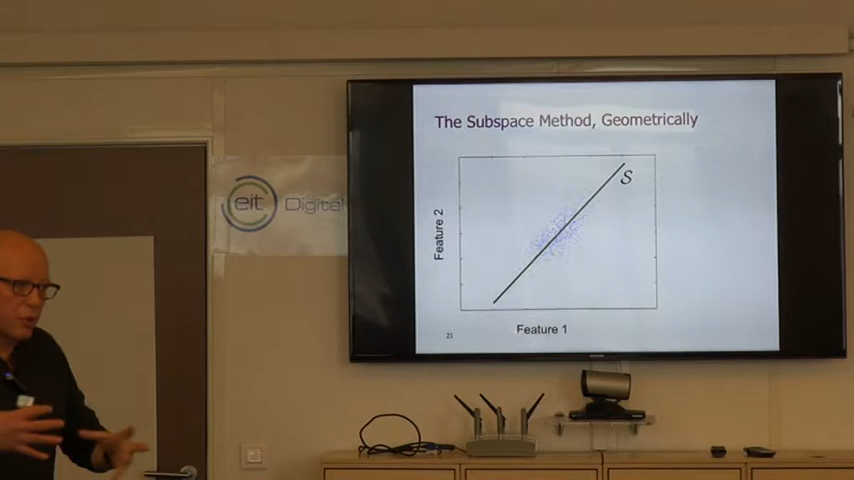 The Subspace Method, Geometrically
S
Feature 2
Feature 1
21
eit Digital